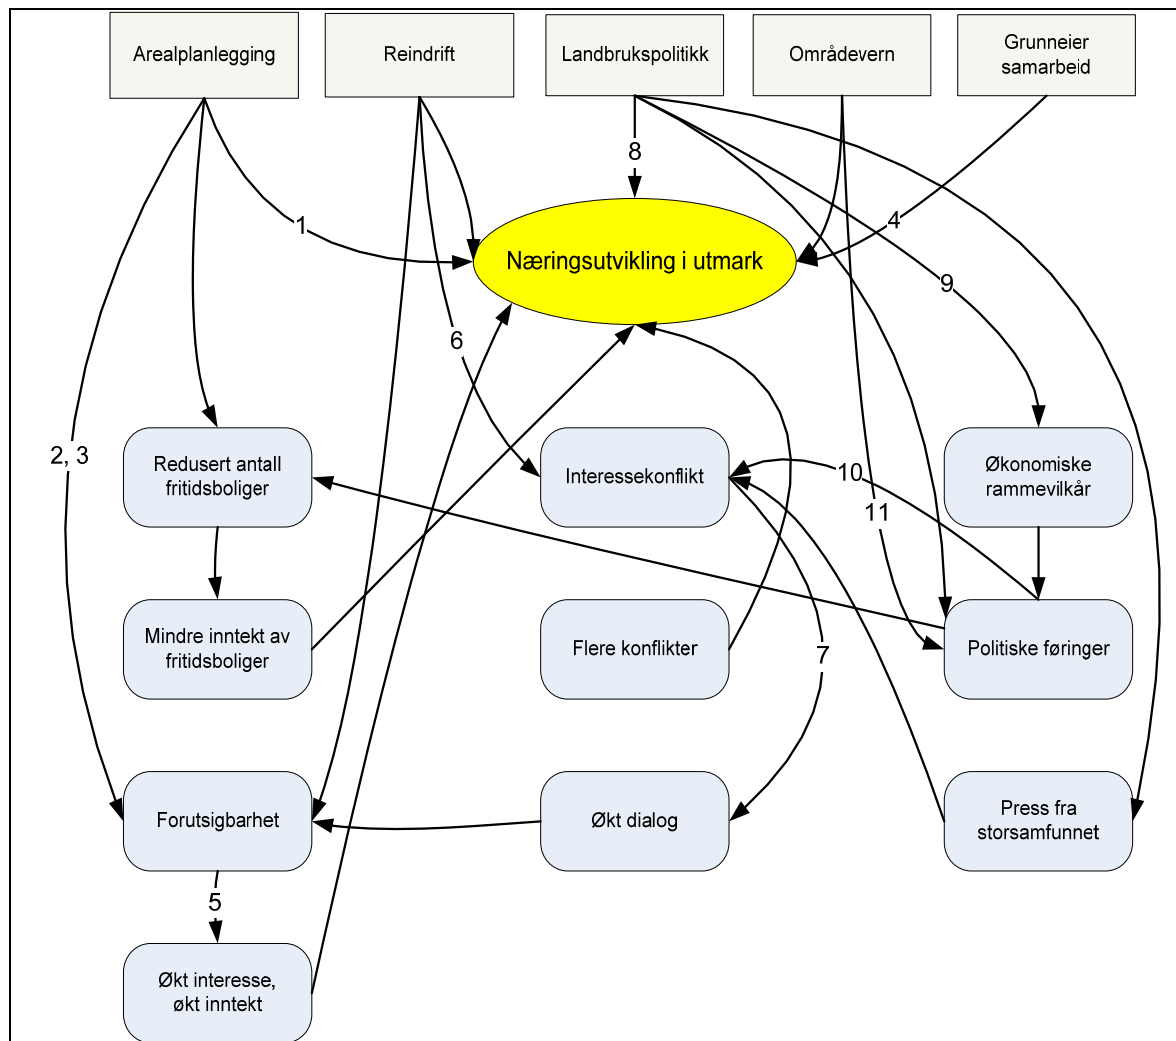 Arealplanlegging
Reindrift
Landbrukspolitikk
Områdevern
Grunneier
samarbeid
8
1
4
Næringsutvikling i utmark
9
6
2, 3
Redusert antall
fritidsboliger
Interessekonflikt
10
11
Økonomiske
rammevilkår
Mindre inntekt av
fritidsboliger
Flere konflikter
7
Politiske føringer
Forutsigbarhet
Økt dialog
Press fra
storsamfunnet
5
Økt interesse,
økt inntekt